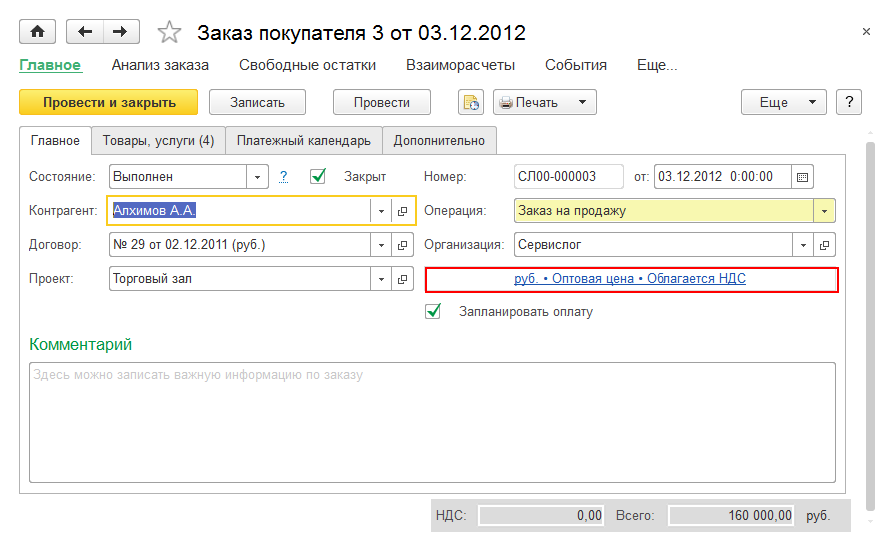 Заказ покупателя 3 от 03.12.2012 ×
Главное Анализ заказа Свободные остатки Взаиморасчеты События Еще...
Провести и закрыть Записать Провести Печать Еще ?
Главное Товары, услуги (4) Платежный календарь Дополнительно
Состояние: Выполнен ? Закрыт Номер: СЛ00-000003 от: 03.12.2012 0:00:00
Контрагент: Алхимов А.А. Операция: Заказ на продажу
Договор: № 29 от 02.12.2011 (руб.) Организация: Сервислог
Проект: Торговый зал руб. • Оптовая цена • Облагается НДС
Запланировать оплату
Комментарий
Здесь можно записать важную информацию по заказу
НДС: 0,00 Всего: 160 000,00 руб.